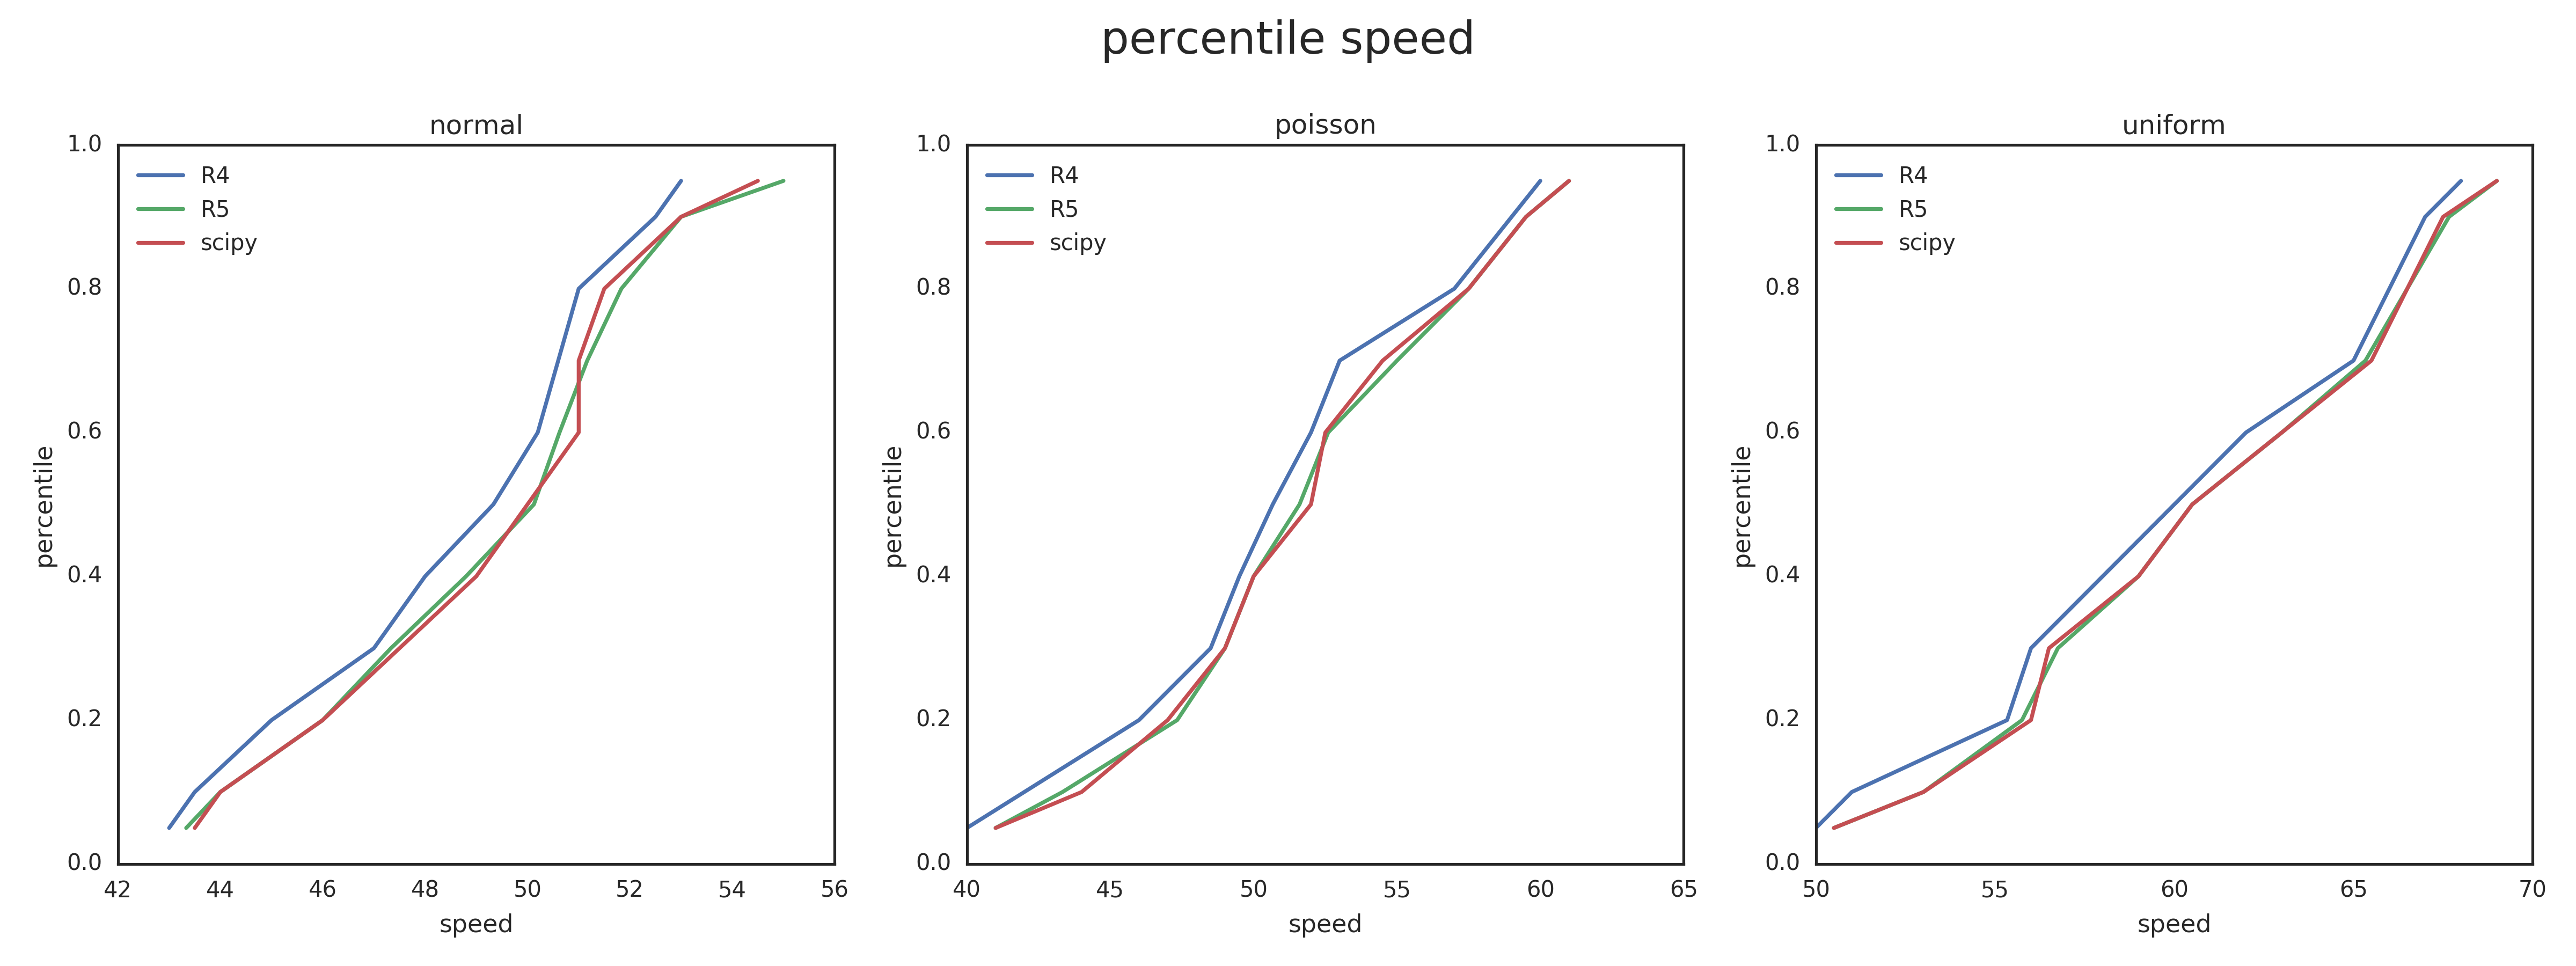 percentile speed
normal
1.0
0.8
0.6
0.4
0.2
0.0
percentile
R4
R5
scipy
42 44 46 48 50 52 54 56
speed
poisson
1.0
0.8
0.6
0.4
0.2
0.0
percentile
R4
R5
scipy
40 45 50 55 60 65
speed
uniform
1.0
0.8
0.6
0.4
0.2
0.0
percentile
R4
R5
scipy
50 55 60 65 70
speed